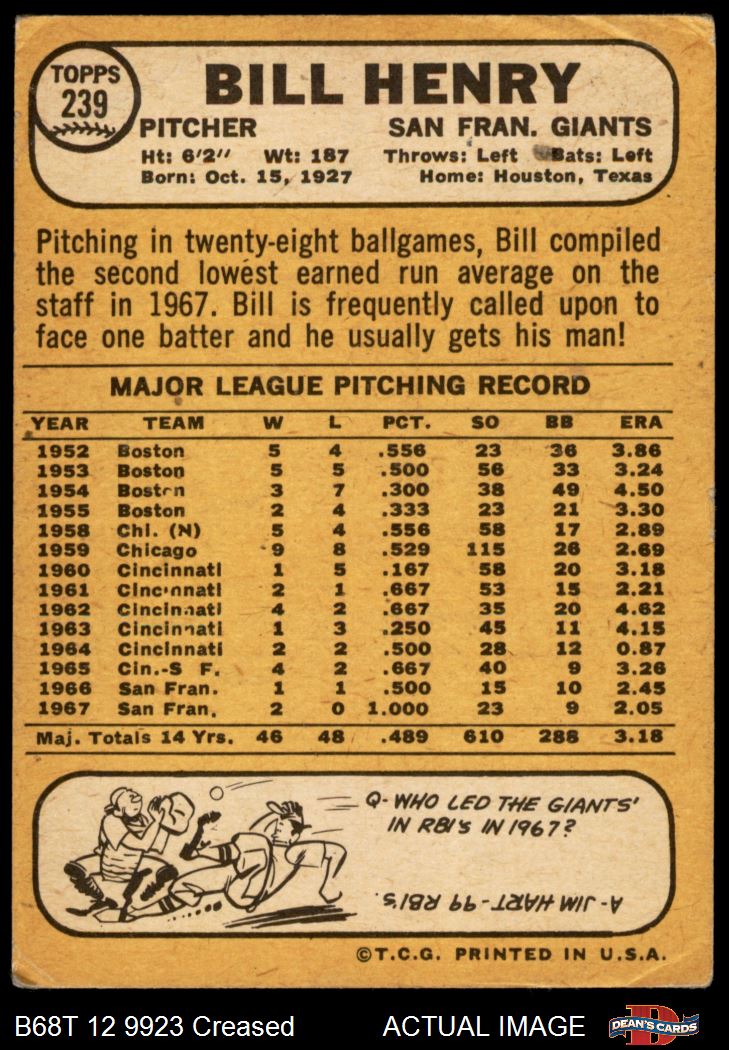 TOPPS
239
BILL HENRY
PITCHER SAN FRAN. GIANTS
Ht: 6'2" Wt: 187 Throws: Left Bats: Left
Born: Oct. 15, 1927 Home: Houston, Texas
Pitching in twenty-eight ballgames, Bill compiled
the second lowest earned run average on the
staff in 1967. Bill is frequently called upon to
face one batter and he usually gets his man!
MAJOR LEAGUE PITCHING RECORD
YEAR TEAM W L PCT. SO BB ERA
1952 Boston 5 4 .556 23 36 3.86
1953 Boston 5 5 .500 56 33 3.24
1954 Boston 3 7 .300 38 49 4.50
1955 Boston 2 4 .333 23 21 3.30
1958 Chi. (N) 5 4 .556 58 17 2.89
1959 Chicago 9 8 .529 115 26 2.69
1960 Cincinnati 1 5 .167 58 20 3.18
1961 Cincinnati 2 1 .667 53 15 2.21
1962 Cincinnati 4 2 .667 35 20 4.62
1963 Cincinnati 1 3 .250 45 11 4.15
1964 Cincinnati 2 2 .500 28 12 0.87
1965 Cin.-S F. 4 2 .667 40 9 3.26
1966 San Fran. 1 1 .500 15 10 2.45
1967 San Fran. 2 0 1.000 23 9 2.05
Maj. Totals 14 Yrs. 46 48 .489 610 288 3.18
Q- WHO LED THE GIANTS'
IN RBI's IN 1967?
A- JIM HART - 99 RBI's.
©T.C.G. PRINTED IN U.S.A.
B68T 12 9923 Creased ACTUAL IMAGE DEAN'S CARDS